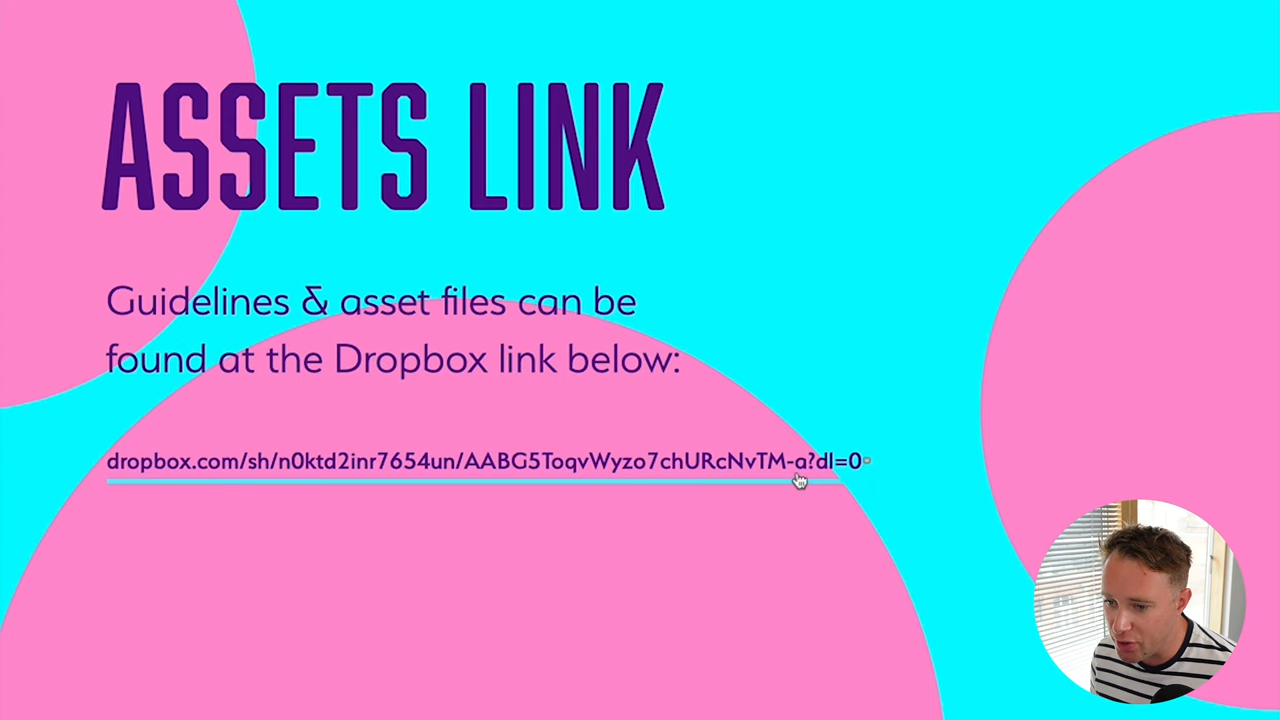 ASSETS LINK
Guidelines & asset files can be
found at the Dropbox link below:
dropbox.com/sh/n0ktd2inr7654un/AABG5ToqvWyzo7chURcNvTM-a?dl=0